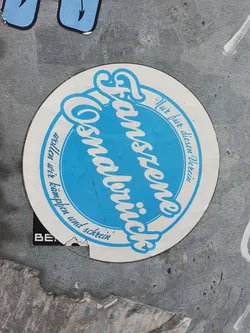 Nur für diesen Verein
Fanszene
Osnabrück
wollen wir kämpfen und schrein
BE